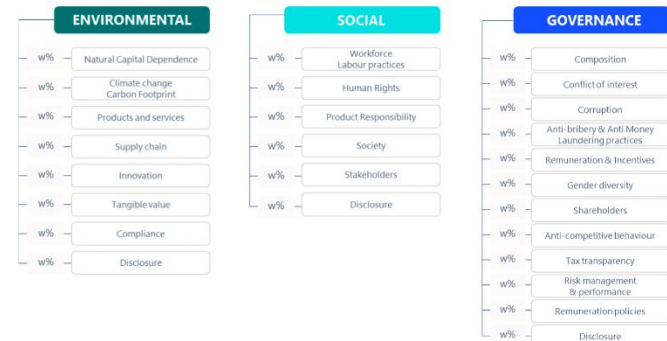 ENVIRONMENTAL
w% Natural Capital Dependence
w% Climate change
Carbon Footprint
w% Products and services
w% Supply chain
w% Innovation
w% Tangible value
w% Compliance
w% Disclosure
SOCIAL
w% Workforce
Labour practices
w% Human Rights
w% Product Responsibility
w% Society
w% Stakeholders
w% Disclosure
GOVERNANCE
w% Composition
w% Conflict of interest
w% Corruption
w% Anti-bribery & Anti Money
Laundering practices
w% Remuneration & Incentives
w% Gender diversity
w% Shareholders
w% Anti-competitive behaviour
w% Tax transparency
w% Risk management
& performance
w% Remuneration policies
w% Disclosure